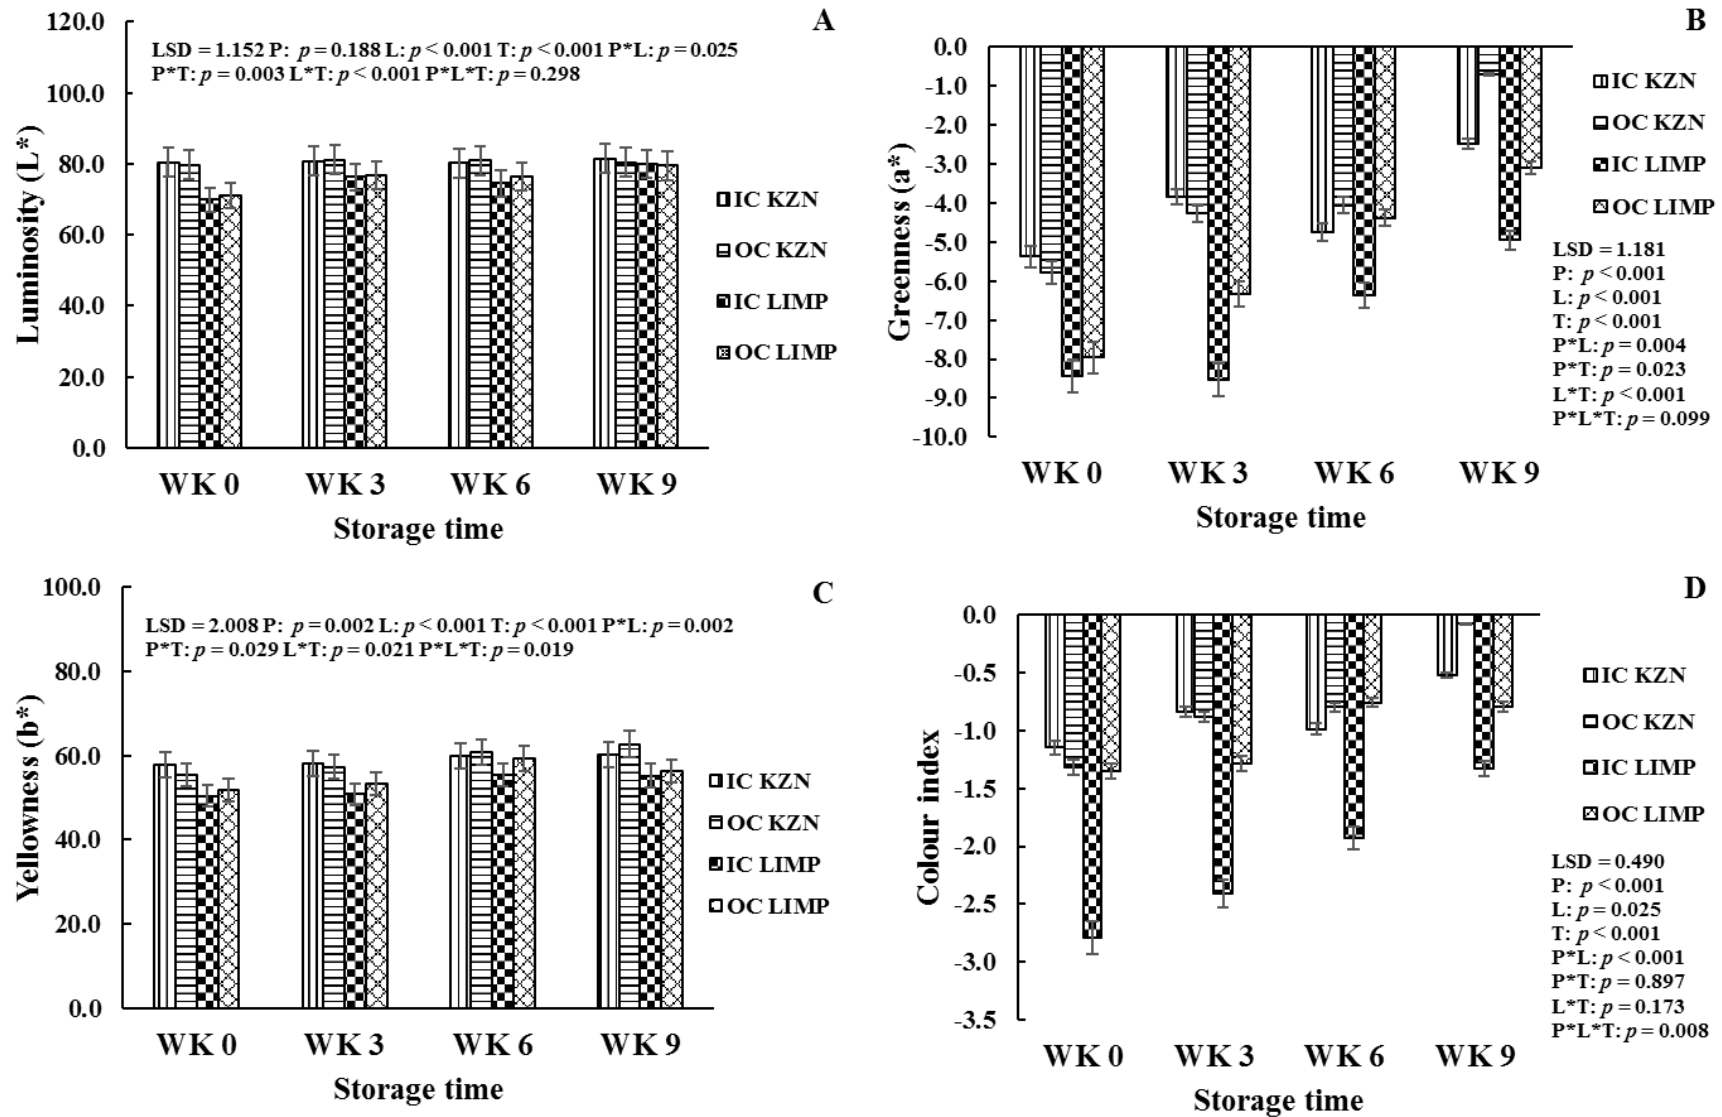 A
LSD = 1.152 P: p = 0.188 L: p < 0.001 T: p < 0.001 P*L: p = 0.025
P*T: p = 0.003 L*T: p < 0.001 P*L*T: p = 0.298
120.0
100.0
80.0
60.0
40.0
20.0
0.0
Luminosity (L*)
WK 0 WK 3 WK 6 WK 9
Storage time
IC KZN
OC KZN
IC LIMP
OC LIMP
B
0.0
-1.0
-2.0
-3.0
-4.0
-5.0
-6.0
-7.0
-8.0
-9.0
-10.0
Greenness (a*)
WK 0 WK 3 WK 6 WK 9
Storage time
IC KZN
OC KZN
IC LIMP
OC LIMP
LSD = 1.181
P: p < 0.001
L: p < 0.001
T: p < 0.001
P*L: p = 0.004
P*T: p = 0.023
L*T: p < 0.001
P*L*T: p = 0.099
C
LSD = 2.008 P: p = 0.002 L: p < 0.001 T: p < 0.001 P*L: p = 0.002
P*T: p = 0.029 L*T: p = 0.021 P*L*T: p = 0.019
100.0
80.0
60.0
40.0
20.0
0.0
Yellowness (b*)
WK 0 WK 3 WK 6 WK 9
Storage time
IC KZN
OC KZN
IC LIMP
OC LIMP
D
0.0
-0.5
-1.0
-1.5
-2.0
-2.5
-3.0
-3.5
Colour index
WK 0 WK 3 WK 6 WK 9
Storage time
IC KZN
OC KZN
IC LIMP
OC LIMP
LSD = 0.490
P: p < 0.001
L: p = 0.025
T: p < 0.001
P*L: p < 0.001
P*T: p = 0.897
L*T: p = 0.173
P*L*T: p = 0.008